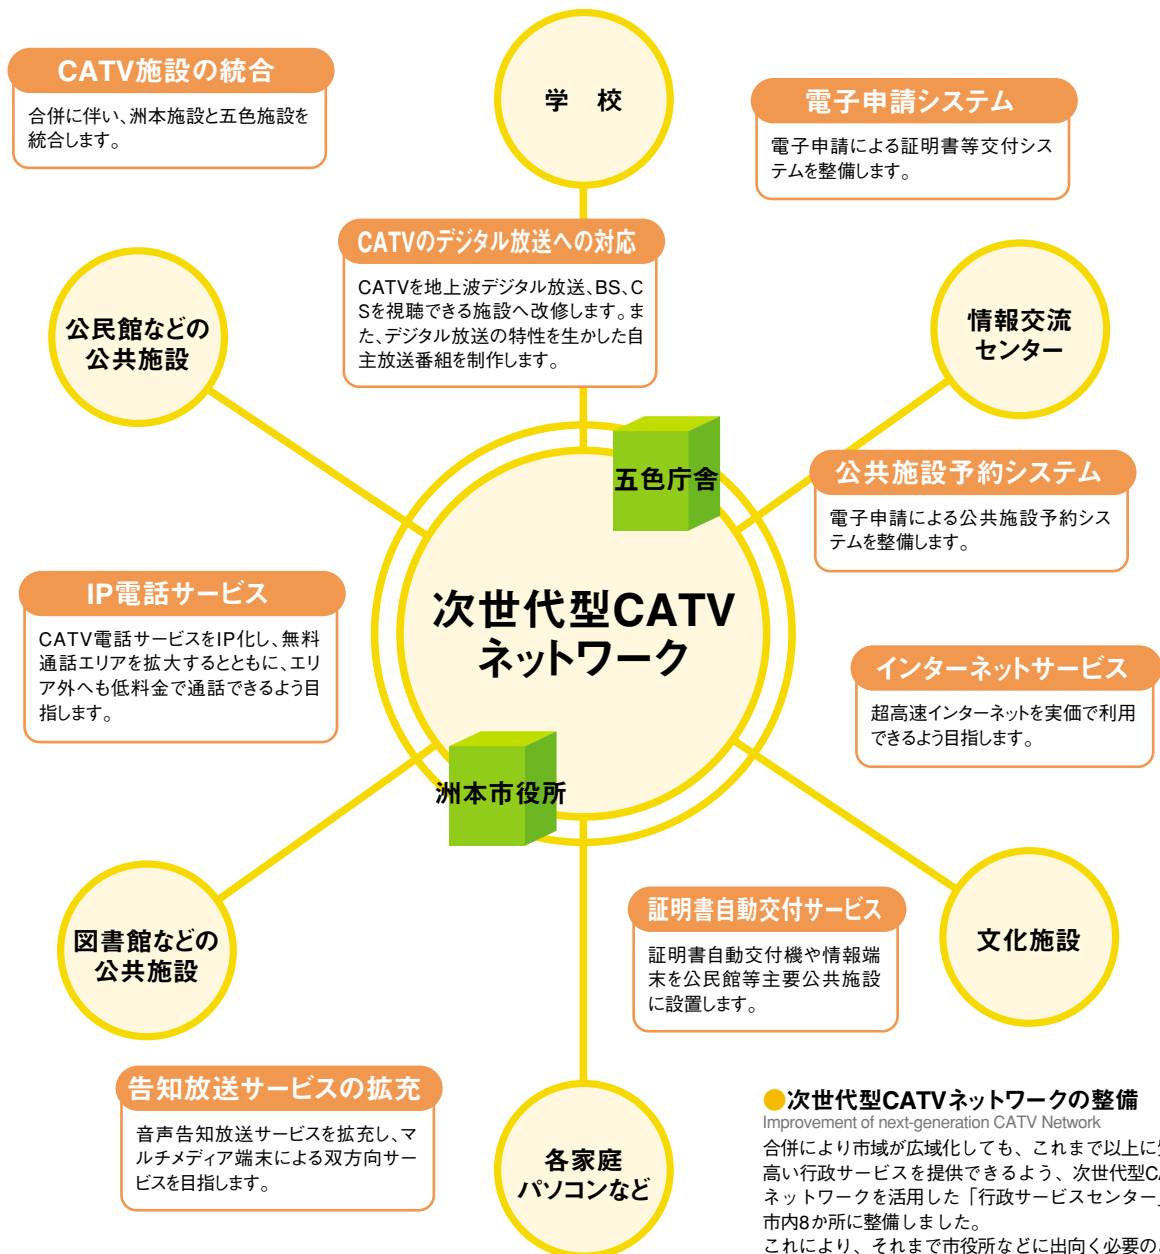 CATV施設の統合
合併に伴い、洲本施設と五色施設を
統合します。
学　校
電子申請システム
電子申請による証明書等交付シス
テムを整備します。
CATVのデジタル放送への対応
CATVを地上波デジタル放送、BS、C
Sを視聴できる施設へ改修します。ま
た、デジタル放送の特性を生かした自
主放送番組を制作します。
公民館などの
公共施設
情報交流
センター
五色庁舎
公共施設予約システム
電子申請による公共施設予約シス
テムを整備します。
IP電話サービス
CATV電話サービスをIP化し、無料
通話エリアを拡大するとともに、エリ
ア外へも低料金で通話できるよう目
指します。
次世代型CATV
ネットワーク
インターネットサービス
超高速インターネットを実価で利用
できるよう目指します。
洲本市役所
図書館などの
公共施設
証明書自動交付サービス
証明書自動交付機や情報端
末を公民館等主要公共施設
に設置します。
文化施設
告知放送サービスの拡充
音声告知放送サービスを拡充し、マ
ルチメディア端末による双方向サー
ビスを目指します。
各家庭
パソコンなど
●次世代型CATVネットワークの整備
Improvement of next-generation CATV Network
合併により市域が広域化しても、これまで以上に
高い行政サービスを提供できるよう、次世代型CA
ネットワークを活用した「行政サービスセンター」
市内8か所に整備しました。
これにより、それまで市役所などに出向く必要の